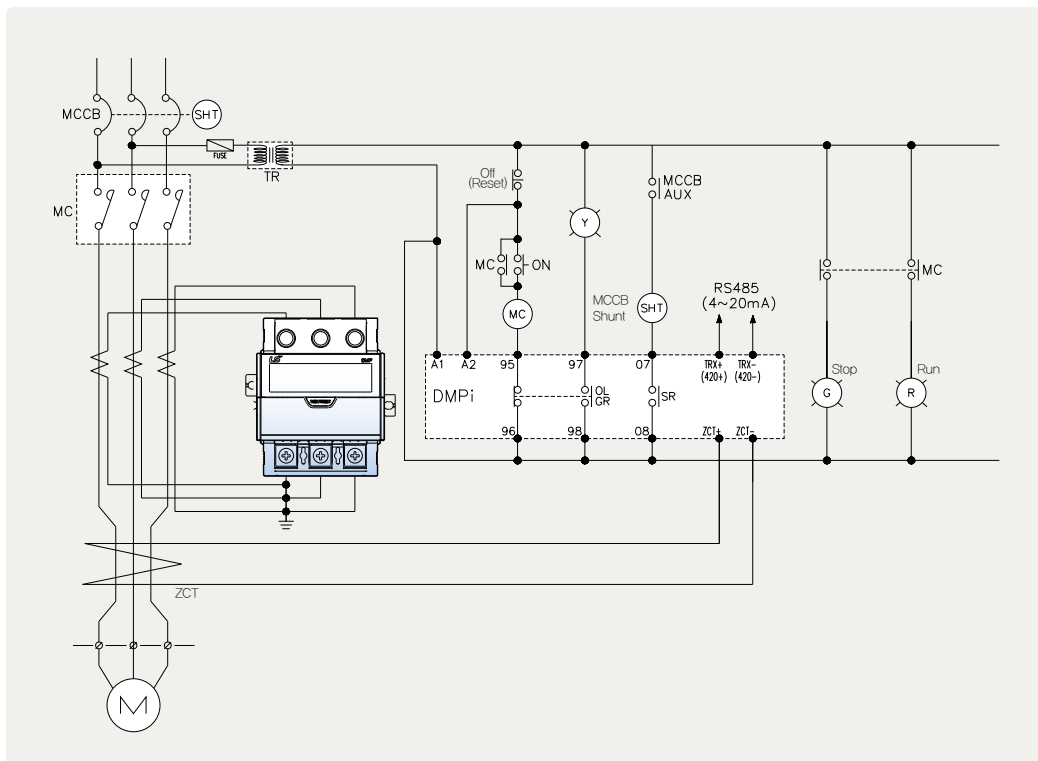 MCCB
SHT
FUSE
TR
MC
Off
(Reset)
MC
ON
MC
Y
MCCB
AUX
MCCB
Shunt
SHT
RS485
(4~20mA)
MC
Stop
G
Run
R
A1
A2
95
97
07
TRX+
(420+)
TRX-
(420-)
DMPi
OL
GR
SR
96
98
08
ZCT+
ZCT-
LS
DMP
ZCT
M